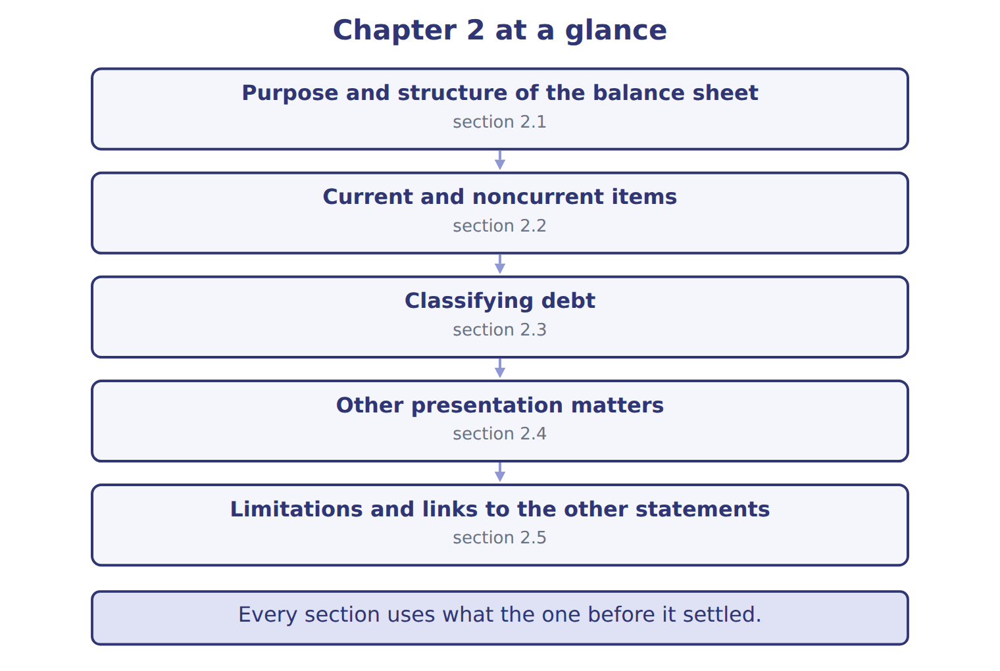 Chapter 2 at a glance
Purpose and structure of the balance sheet
section 2.1
Current and noncurrent items
section 2.2
Classifying debt
section 2.3
Other presentation matters
section 2.4
Limitations and links to the other statements
section 2.5
Every section uses what the one before it settled.